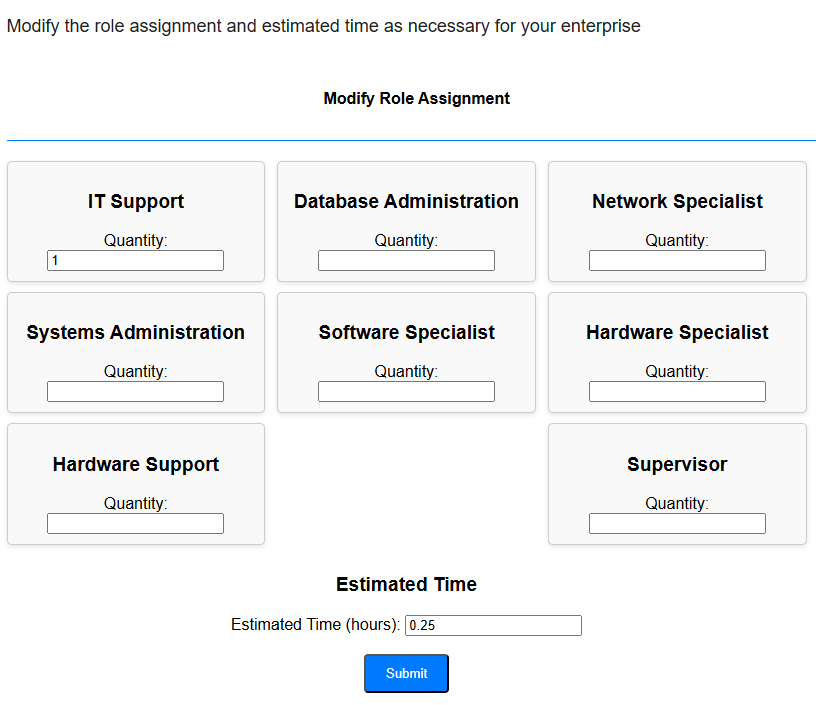 Modify the role assignment and estimated time as necessary for your enterprise
Modify Role Assignment
IT Support
Quantity:
1
Database Administration
Quantity:
Network Specialist
Quantity:
Systems Administration
Quantity:
Software Specialist
Quantity:
Hardware Specialist
Quantity:
Hardware Support
Quantity:
Supervisor
Quantity:
Estimated Time
Estimated Time (hours): 0.25
Submit